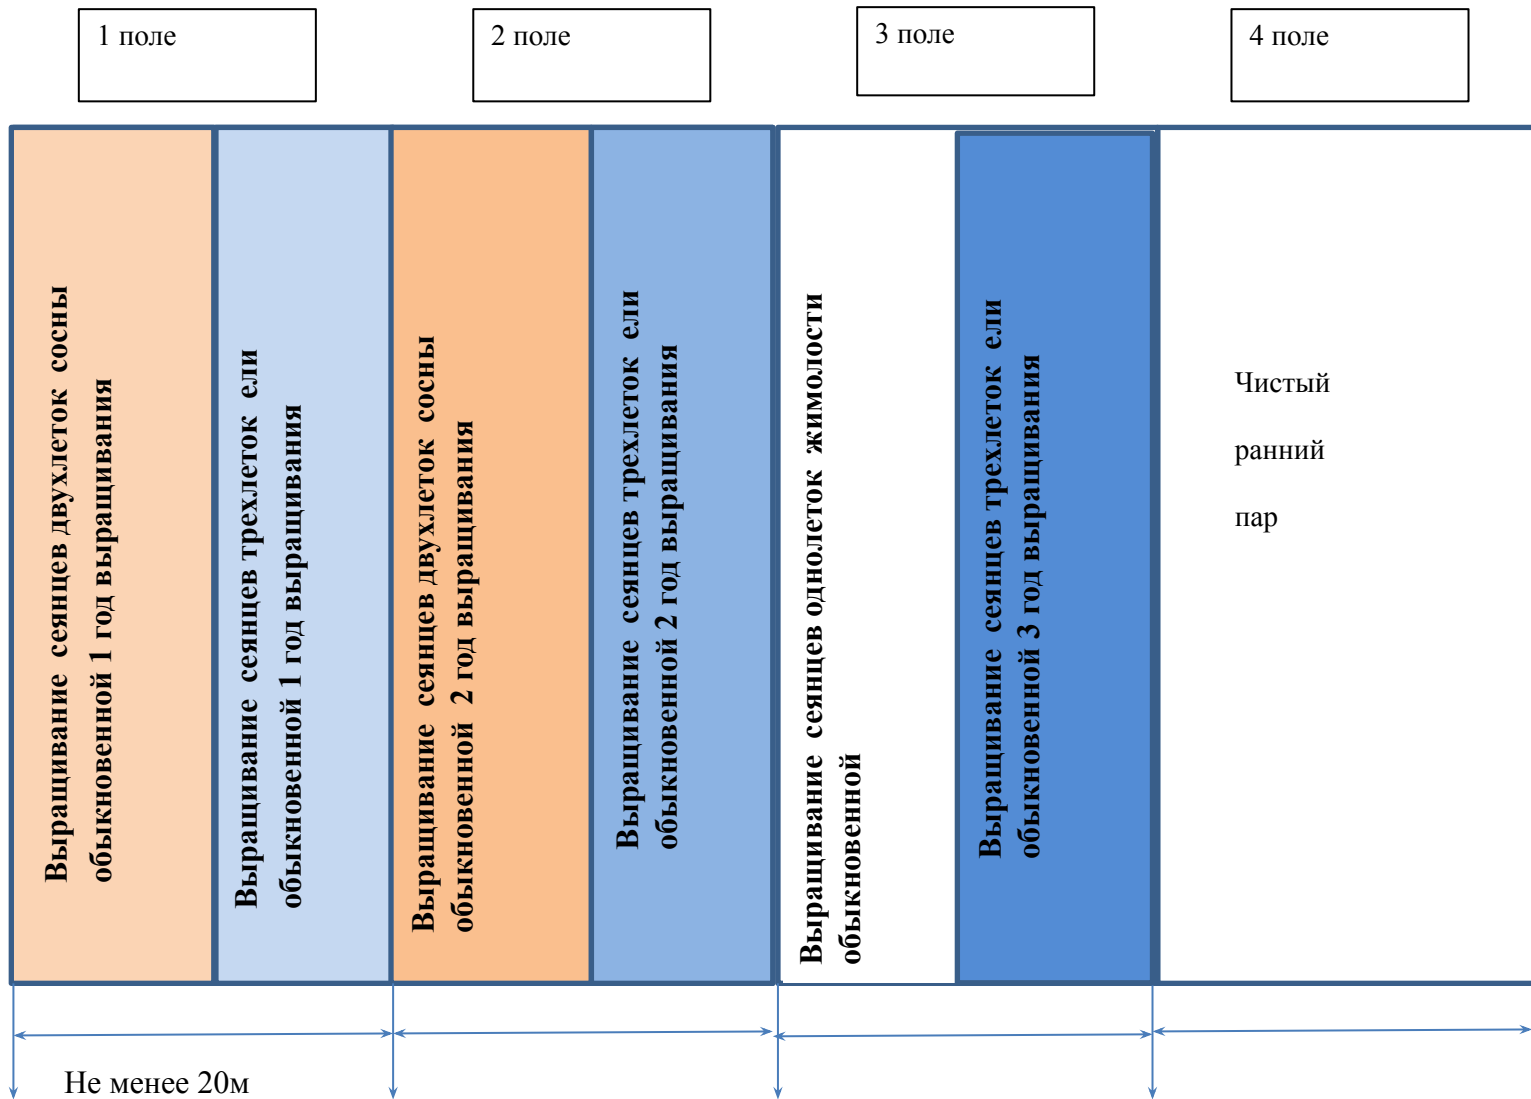 1 поле
2 поле
3 поле
4 поле
Выращивание сеянцев двухлеток сосны
обыкновенной 1 год выращивания
Выращивание сеянцев трехлеток ели
обыкновенной 1 год выращивания
Выращивание сеянцев двухлеток сосны
обыкновенной 2 год выращивания
Выращивание сеянцев трехлеток ели
обыкновенной 2 год выращивания
Выращивание сеянцев однолеток жимолости
обыкновенной
Выращивание сеянцев трехлеток ели
обыкновенной 3 год выращивания
Чистый
ранний
пар
Не менее 20м